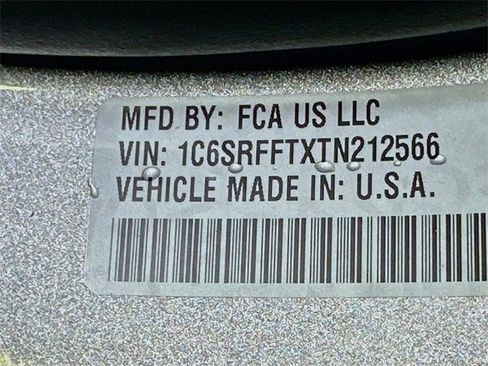 MFD BY: FCA US LLC
VIN: 1C6SRFFTXTN212566
VEHICLE MADE IN: U.S.A.